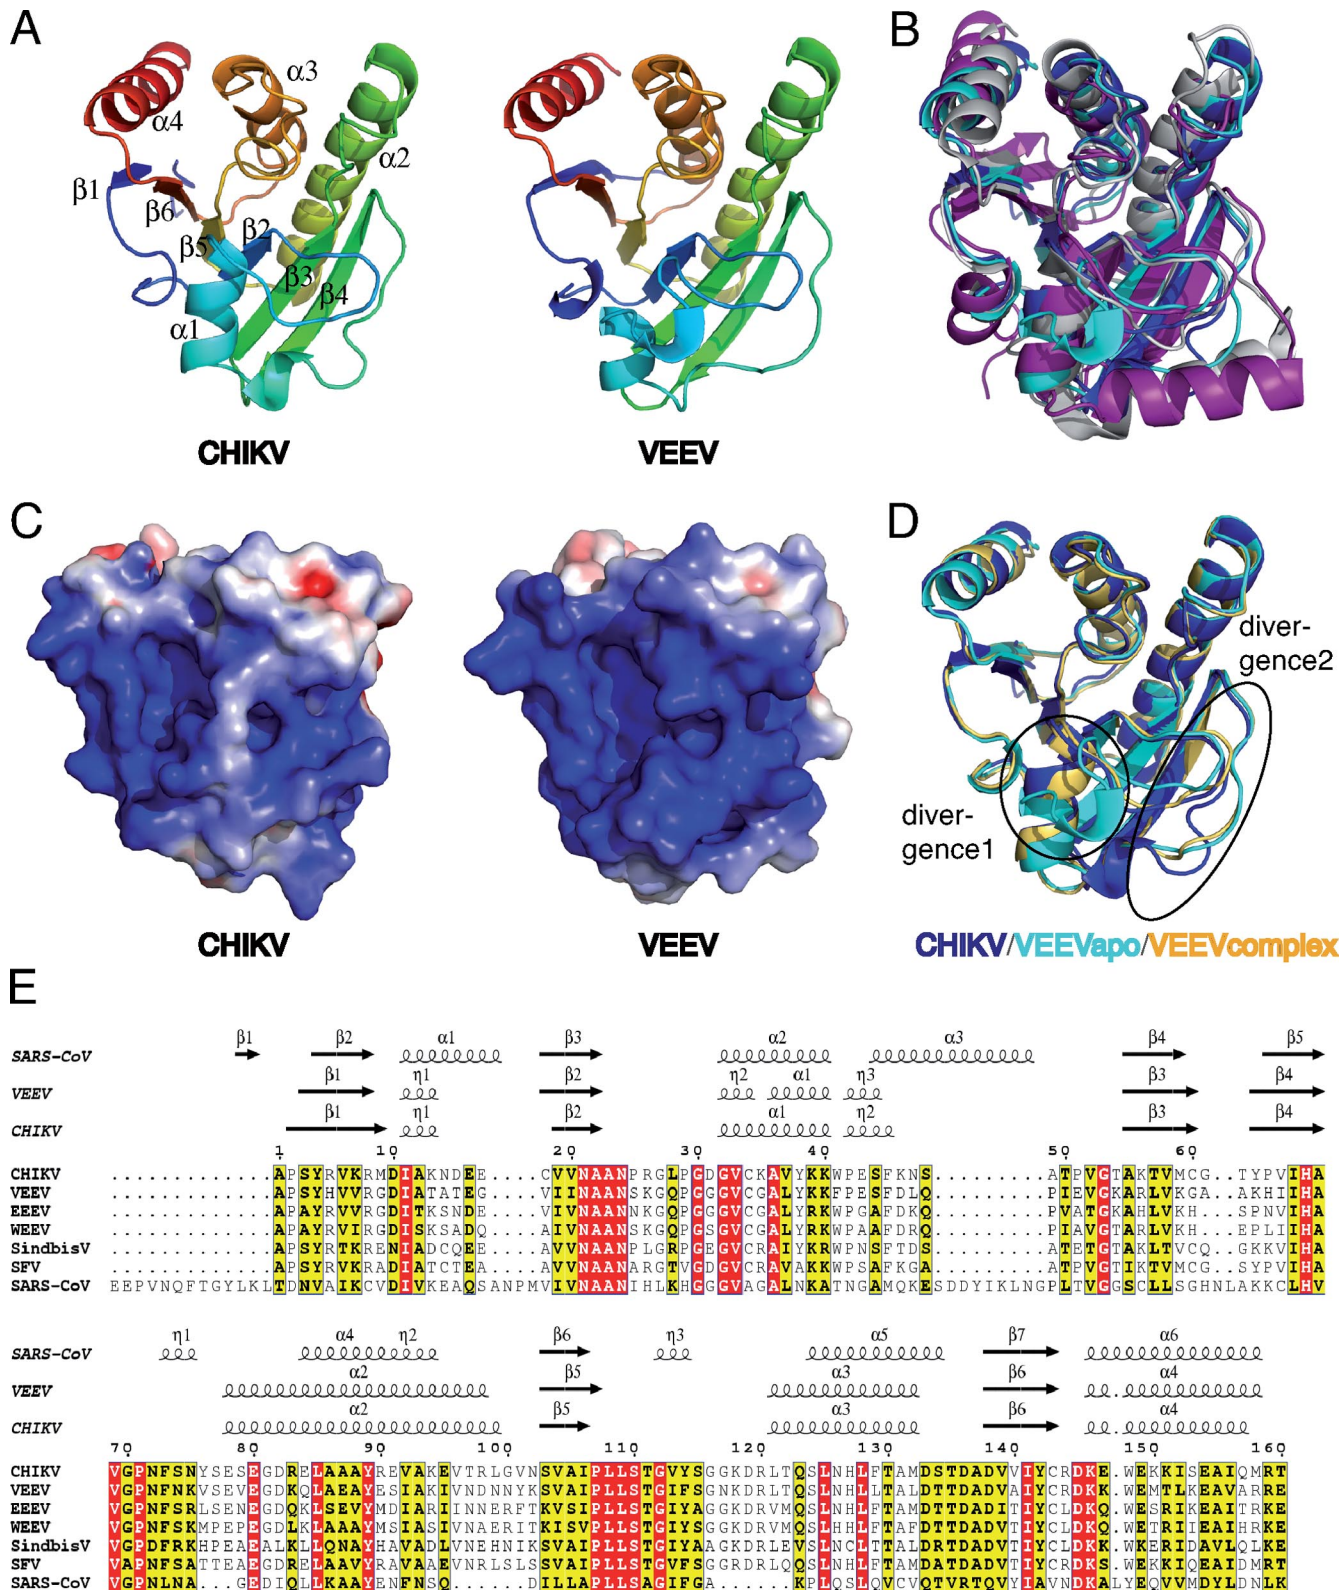 A
α4
α3
α2
β1
β6
β5
β2
β3
β4
α1
CHIKV
VEEV
B
C
CHIKV
VEEV
D
diver-
gence2
diver-
gence1
CHIKV/VEEVapo/VEEVcomplex
E
SARS-CoV β1 β2 α1 β3 α2 α3 β4 β5
VEEV β1 η1 β2 η2 α1 η3 β3 β4
CHIKV β1 η1 β2 α1 η2 β3 β4
1 10 20 30 40 50 60
CHIKV .............APSYRVKRMDIAKNDEE....CVVNAANPRGLPGDGVCKAVYKKWPESFKNS.........ATPVGTAKTVMCG..TYPVIHA
VEEV .............APSYHVVRGDIATATEG....VIINAANSKGQPGGGVCGALYKKFPESFDLQ.........PIEVGKARLVKGA..AKHIIHA
EEEV .............APAYRVVRGDITKSNDE....VIVNAANNKGQPGGGVCGALYRKWPGAFDKQ.........PVATGKAHLVKH...SPNVIHA
WEEV .............APAYRVIRGDISKSADQ....AIVNAANSKGQPGSGVCGALYRKWPAAFDRQ.........PIAVGTARLVKH...EPLIIHA
SindbisV .............APSYRTKRENIADCQEE....AVVNAANPLGRPGEGVCRAIYKRWPNSFTDS.........ATETGTAKLTVCQ..GKKVIHA
SFV .............APSYRVKRADIATCTEA....AVVNAANARGTVGDGVCRAVAKKWPSAFKGA.........ATPVGTIKTVMCG..SYPVIHA
SARS-CoV EEPVNQFTGYLKLTDNVAIKCVDIVKEAQSANPMVIVNAANIHLKHGGGVAGALNKATNGAMQKESDDYIKLNGPLTVGGSCLLSGHNLAKKCLHV
SARS-CoV η1 α4 η2 β6 η3 α5 β7 α6
VEEV α2 β5 α3 β6 α4
CHIKV α2 β5 α3 β6 α4
70 80 90 100 110 120 130 140 150 160
CHIKV VGPNFSNYSESEGDRELAAAYREVAKEVTRLGVNSVAIPLLSTGVYSGGKDRLTQSLNHLFTAMDSTDADVVIYCRDKE.WEKKISEAIQMRT
VEEV VGPNFNKVSEVEGDKQLAEAYESIAKIVNDNNYKSVAIPLLSTGIFSGNKDRLTQSLNHLLTALDTTDADVAIYCRDKK.WEMTLKEAVARRE
EEEV VGPNFSRLSENEGDQKLSEVYMDIARIINNERFTKVSIPLLSTGIYAGGKDRVMQSLNHLFTAMDTTDADITIYCLDKQ.WESRIKEAITRKE
WEEV VGPNFSKMPEPEGDLKLAAAYMSIASIVNAERITKISVPLLSTGIYSGGKDRVMQSLHHLFTAFDTTDADVTIYCLDKQ.WETRIIEAIHRKE
SindbisV VGPDFRKHPEAEALKLLQNAYHAVADLVNEHNIKSVAIPLLSTGIYAAGKDRLEVSLNCLTTALDRTDADVTIYCLDKK.WKERIDAVLQLKE
SFV VAPNFSATTEAEGDRELAAVYRAVAAEVNRLSLSSVAIPLLSTGVFSGGRDRLQQSLNHLFTAMDATDADVTIYCRDKS.WEKKIQEAIDMRT
SARS-CoV VGPNLNA...GEDIQLLKAAYENFNSQ......DILLAPLLSAGIFGA.......KPLQSLQVCVQTVRTQVYIAVNDKALYEQVVMDYLDNLK